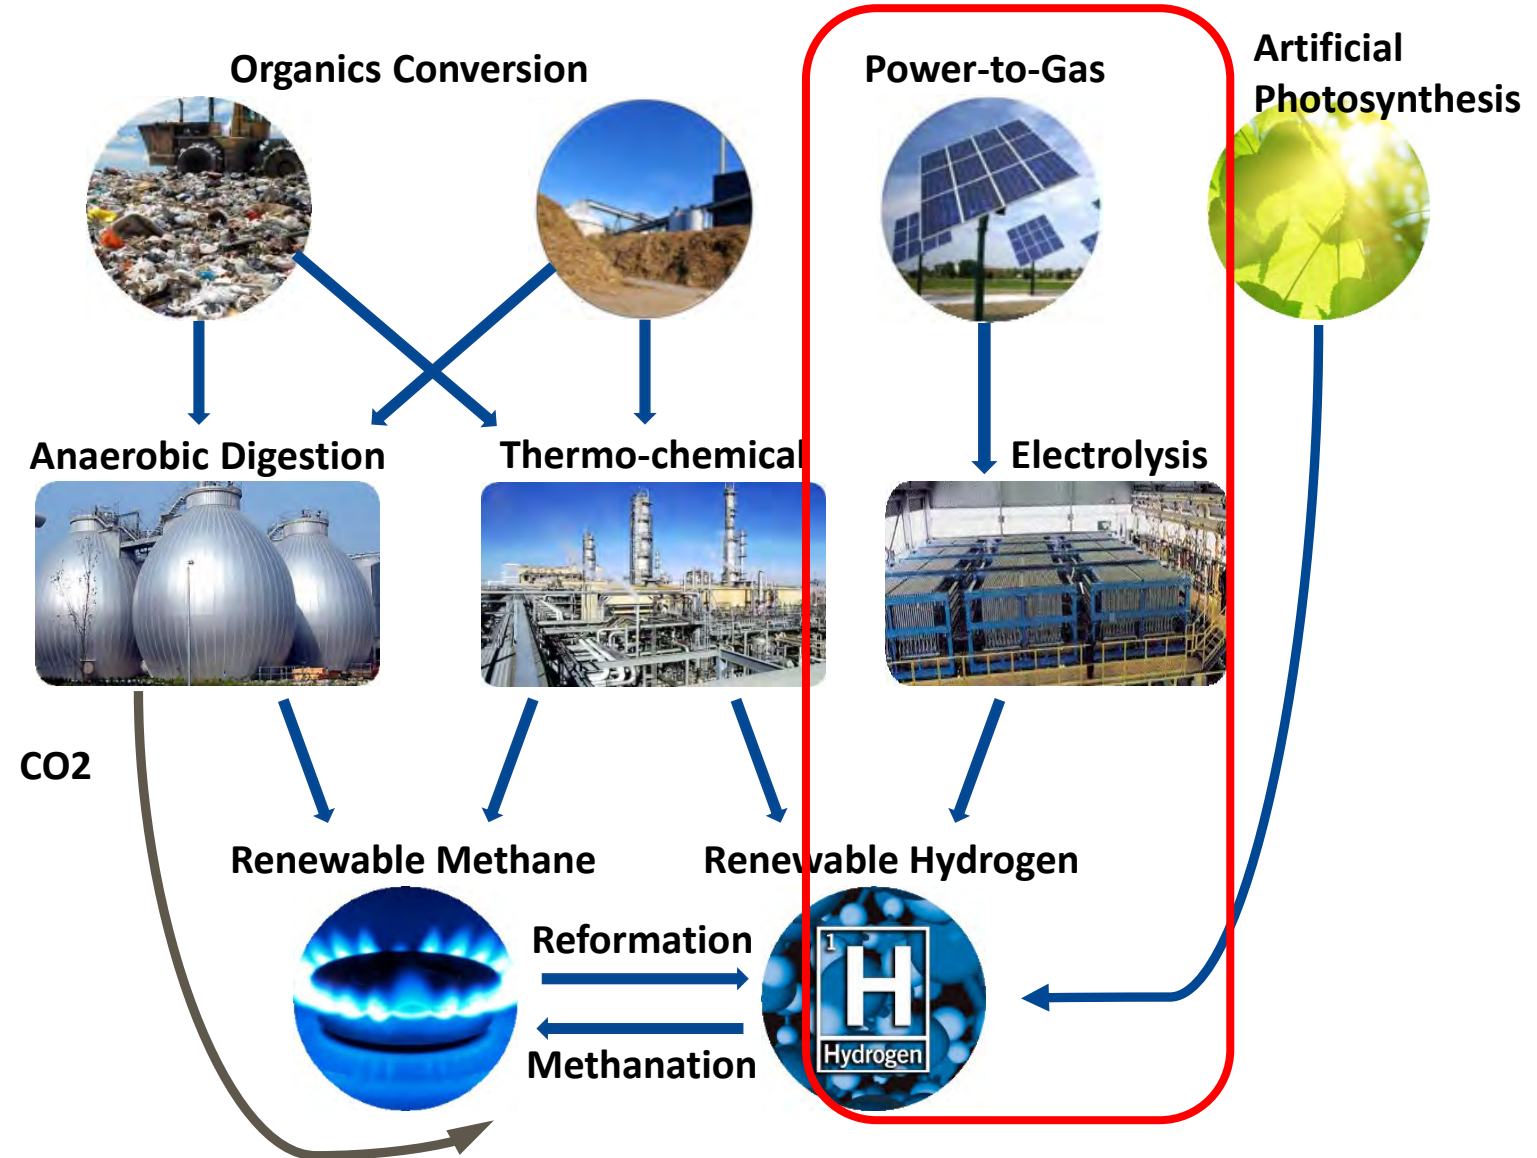 Organics Conversion
Power-to-Gas
Artificial
Photosynthesis
Anaerobic Digestion
Thermo-chemical
Electrolysis
CO2
Renewable Methane
Renewable Hydrogen
Reformation
1
H
Hydrogen
Methanation